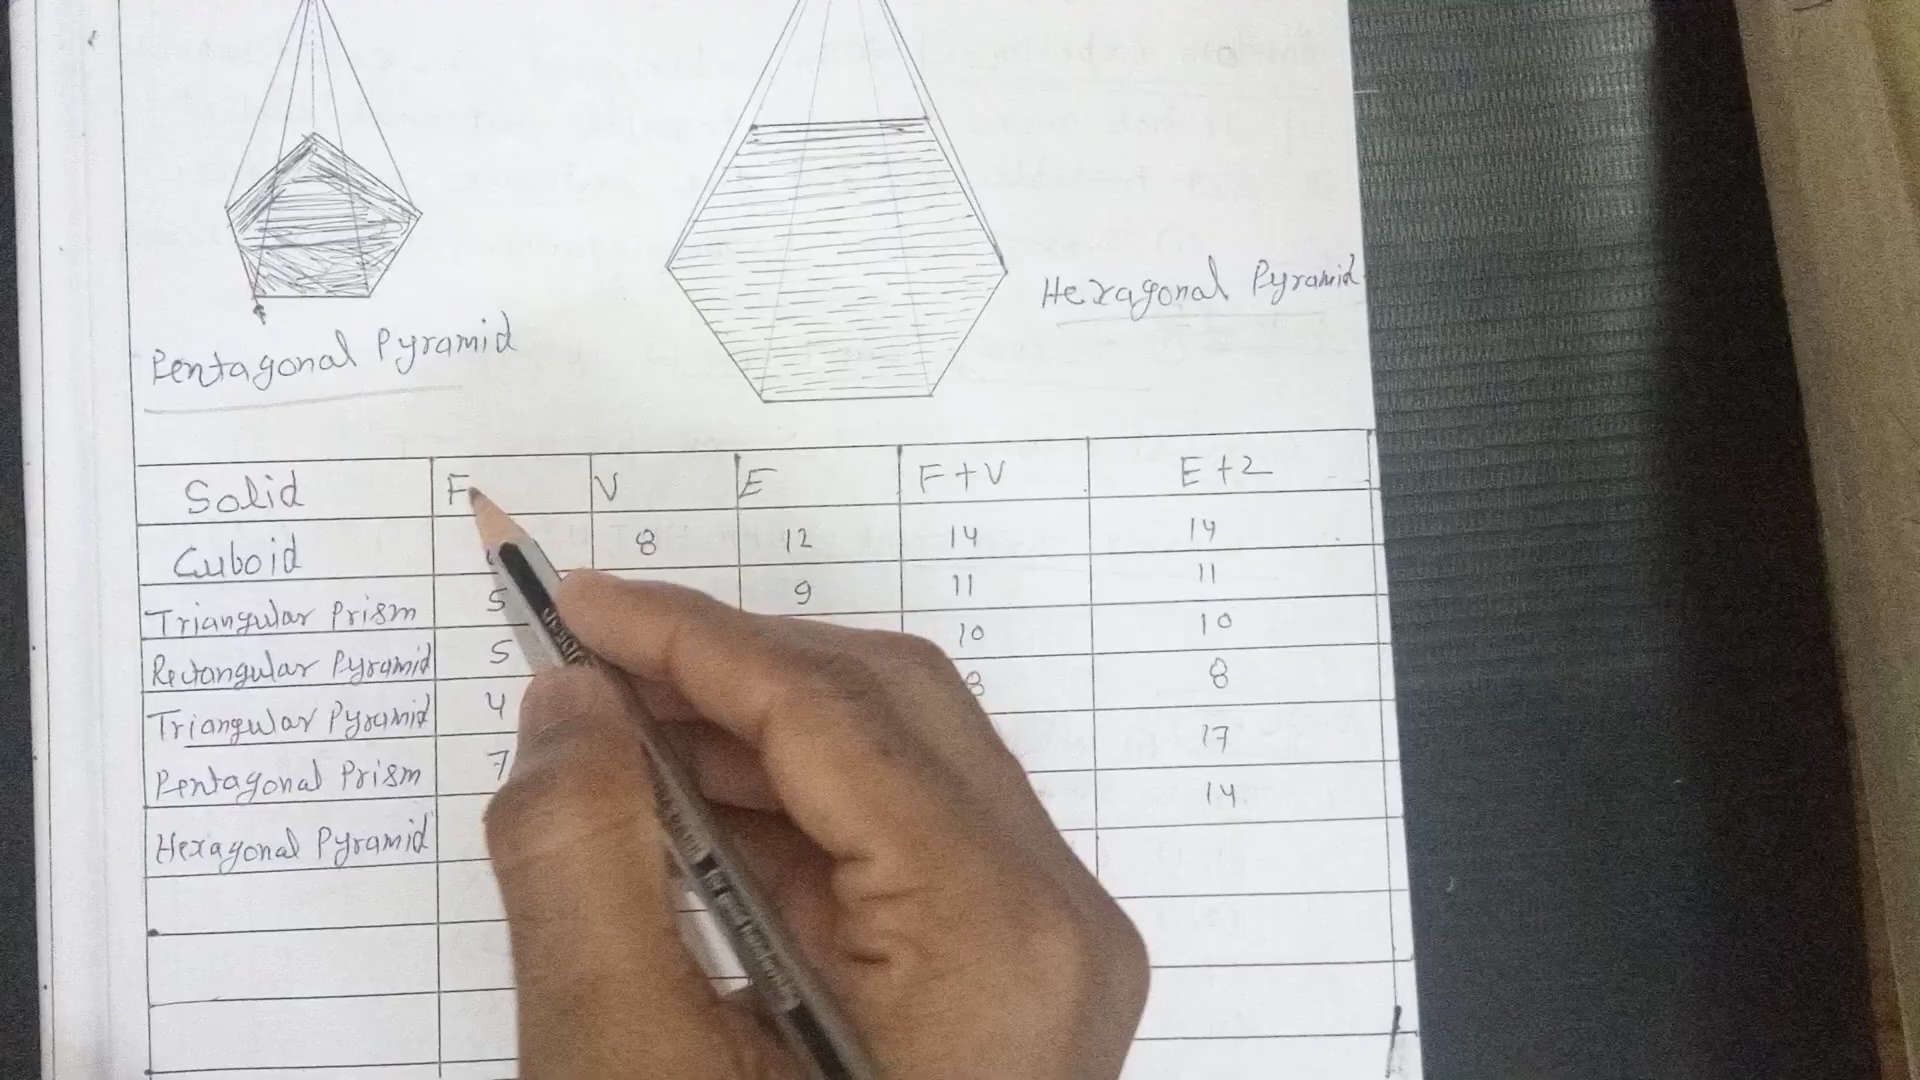 Pentagonal Pyramid
Hexagonal Pyramid
Solid F V E F+V E+2
Cuboid 8 12 14 14
Triangular Prism 5 9 11 11
Rectangular Pyramid 5 10 10
Triangular Pyramid 4 8 8
Pentagonal Prism 7 17
Hexagonal Pyramid 14